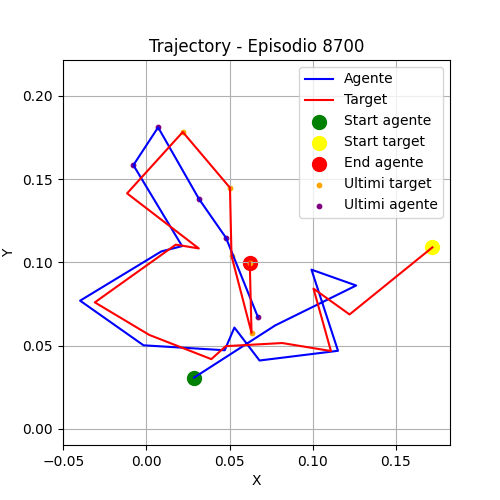 Trajectory - Episodio 8700
Agente
Target
Start agente
Start target
End agente
Ultimi target
Ultimi agente
Y
0.20
0.15
0.10
0.05
0.00
−0.05
0.00
0.05
0.10
0.15
X